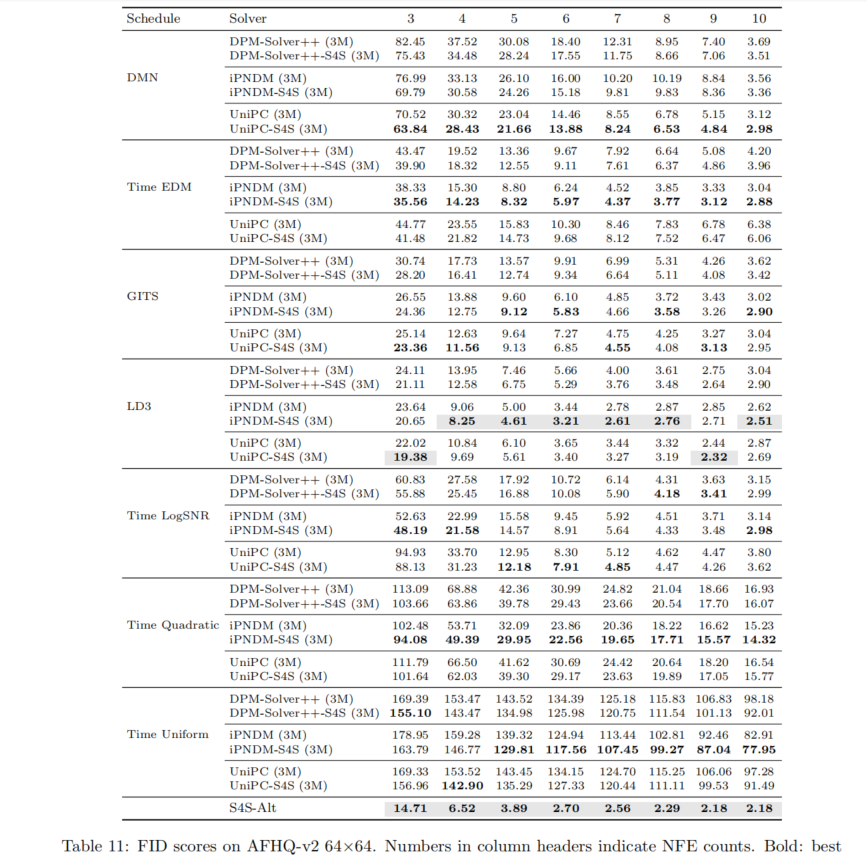 Schedule Solver 3 4 5 6 7 8 9 10
DPM-Solver++ (3M) 82.45 37.52 30.08 18.40 12.31 8.95 7.40 3.69
DPM-Solver++-S4S (3M) 75.43 34.48 28.24 17.55 11.75 8.66 7.06 3.51
DMN iPNDM (3M) 76.99 33.13 26.10 16.00 10.20 10.19 8.84 3.56
iPNDM-S4S (3M) 69.79 30.58 24.26 15.18 9.81 9.83 8.36 3.36
UniPC (3M) 70.52 30.32 23.04 14.46 8.55 6.78 5.15 3.12
UniPC-S4S (3M) 63.84 28.43 21.66 13.88 8.24 6.53 4.84 2.98
DPM-Solver++ (3M) 43.47 19.52 13.36 9.67 7.92 6.64 5.08 4.20
DPM-Solver++-S4S (3M) 39.90 18.32 12.55 9.11 7.61 6.37 4.86 3.96
Time EDM iPNDM (3M) 38.33 15.30 8.80 6.24 4.52 3.85 3.33 3.04
iPNDM-S4S (3M) 35.56 14.23 8.32 5.97 4.37 3.77 3.12 2.88
UniPC (3M) 44.77 23.55 15.83 10.30 8.46 7.83 6.78 6.38
UniPC-S4S (3M) 41.48 21.82 14.73 9.68 8.12 7.52 6.47 6.06
DPM-Solver++ (3M) 30.74 17.73 13.57 9.91 6.99 5.31 4.26 3.62
DPM-Solver++-S4S (3M) 28.20 16.41 12.74 9.34 6.64 5.11 4.08 3.42
GITS iPNDM (3M) 26.55 13.88 9.60 6.10 4.85 3.72 3.43 3.02
iPNDM-S4S (3M) 24.36 12.75 9.12 5.83 4.66 3.58 3.26 2.90
UniPC (3M) 25.14 12.63 9.64 7.27 4.75 4.25 3.27 3.04
UniPC-S4S (3M) 23.36 11.56 9.13 6.85 4.55 4.08 3.13 2.95
DPM-Solver++ (3M) 24.11 13.95 7.46 5.66 4.00 3.61 2.75 3.04
DPM-Solver++-S4S (3M) 21.11 12.58 6.75 5.29 3.76 3.48 2.64 2.90
LD3 iPNDM (3M) 23.64 9.06 5.00 3.44 2.78 2.87 2.85 2.62
iPNDM-S4S (3M) 20.65 8.25 4.61 3.21 2.61 2.76 2.71 2.51
UniPC (3M) 22.02 10.84 6.10 3.65 3.44 3.32 2.44 2.87
UniPC-S4S (3M) 19.38 9.69 5.61 3.40 3.27 3.19 2.32 2.69
DPM-Solver++ (3M) 60.83 27.58 17.92 10.72 6.14 4.31 3.63 3.15
DPM-Solver++-S4S (3M) 55.88 25.45 16.88 10.08 5.90 4.18 3.41 2.99
Time LogSNR iPNDM (3M) 52.63 22.99 15.58 9.45 5.92 4.51 3.71 3.14
iPNDM-S4S (3M) 48.19 21.58 14.57 8.91 5.64 4.33 3.48 2.98
UniPC (3M) 94.93 33.70 12.95 8.30 5.12 4.62 4.47 3.80
UniPC-S4S (3M) 88.13 31.23 12.18 7.91 4.85 4.47 4.26 3.62
DPM-Solver++ (3M) 113.09 68.88 42.36 30.99 24.82 21.04 18.66 16.93
DPM-Solver++-S4S (3M) 103.66 63.86 39.78 29.43 23.66 20.54 17.70 16.07
Time Quadratic iPNDM (3M) 102.48 53.71 32.09 23.86 20.36 18.22 16.62 15.23
iPNDM-S4S (3M) 94.08 49.39 29.95 22.56 19.65 17.71 15.57 14.32
UniPC (3M) 111.79 66.50 41.62 30.69 24.42 20.64 18.20 16.54
UniPC-S4S (3M) 101.64 62.03 39.30 29.17 23.63 19.89 17.05 15.77
DPM-Solver++ (3M) 169.39 153.47 143.52 134.39 125.18 115.83 106.83 98.18
DPM-Solver++-S4S (3M) 155.10 143.47 134.98 125.98 120.75 111.54 101.13 92.01
Time Uniform iPNDM (3M) 178.95 159.28 139.32 124.94 113.44 102.81 92.46 82.91
iPNDM-S4S (3M) 163.79 146.77 129.81 117.56 107.45 99.27 87.04 77.95
UniPC (3M) 169.33 153.52 143.45 134.15 124.70 115.25 106.06 97.28
UniPC-S4S (3M) 156.96 142.90 135.29 127.33 120.44 111.11 99.53 91.49
S4S-Alt 14.71 6.52 3.89 2.70 2.56 2.29 2.18 2.18
Table 11: FID scores on AFHQ-v2 64×64. Numbers in column headers indicate NFE counts. Bold: best